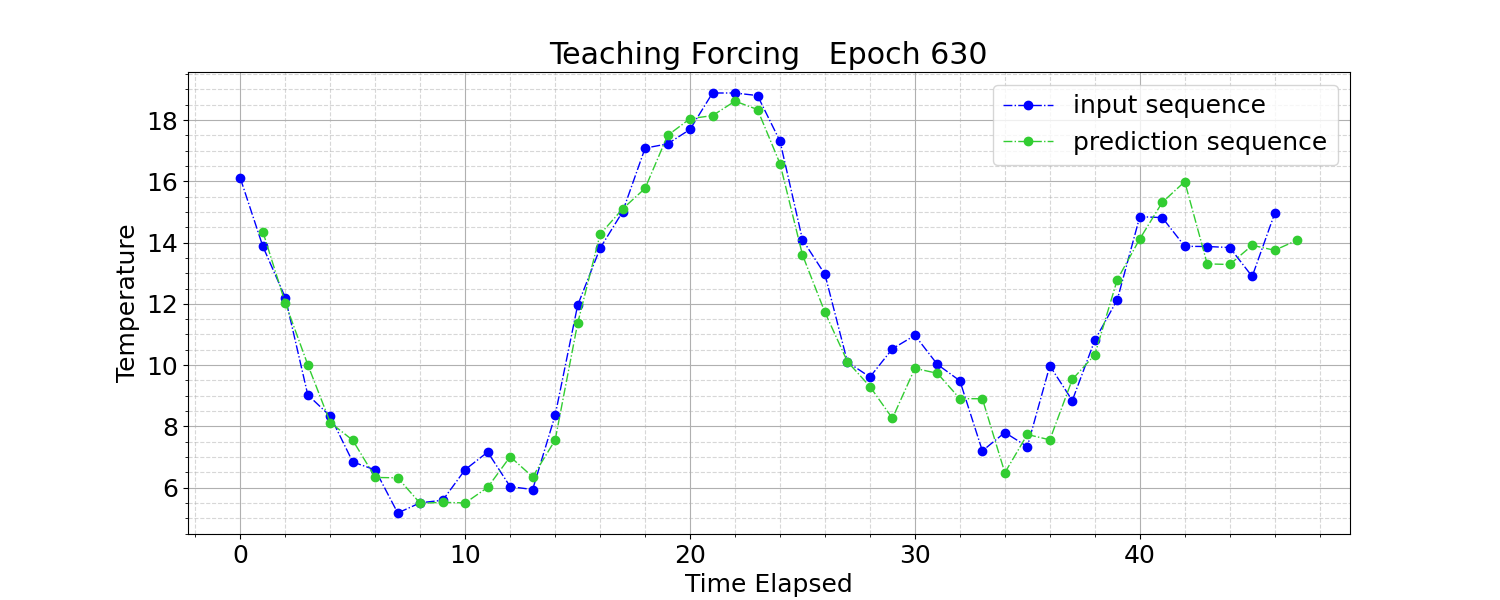 Teaching Forcing   Epoch 630
input sequence
prediction sequence
Temperature
18
16
14
12
10
8
6
0 10 20 30 40
Time Elapsed